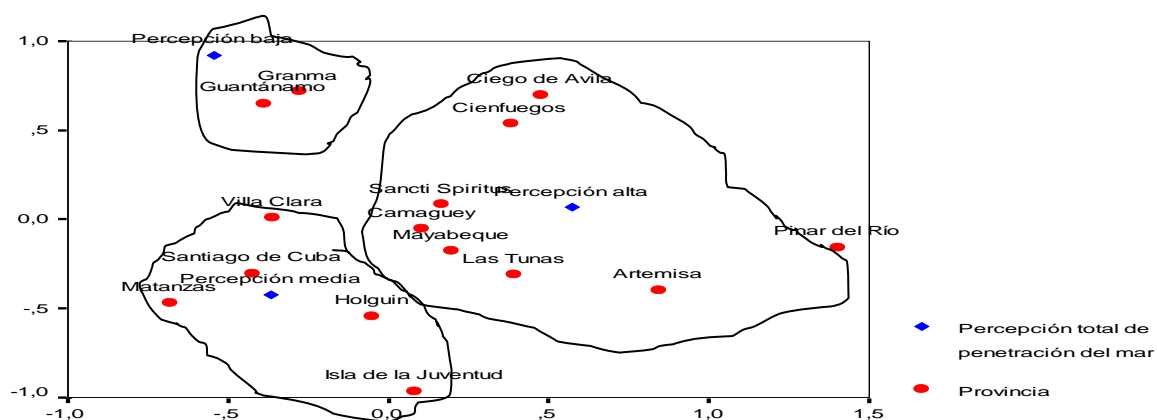 1,0
Percepción baja
Granma
Guantánamo
Ciego de Avila
Cienfuegos
,5
Sancti Spiritus
Percepción alta
Villa Clara
Camaguey
0,0
Mayabeque
Pinar del Río
Santiago de Cuba
Las Tunas
Percepción media
Artemisa
Matanzas
Holguin
-,5
Isla de la Juventud
-1,0
-1,0 -,5 0,0 ,5 1,0 1,5
Percepción total de
penetración del mar
Provincia